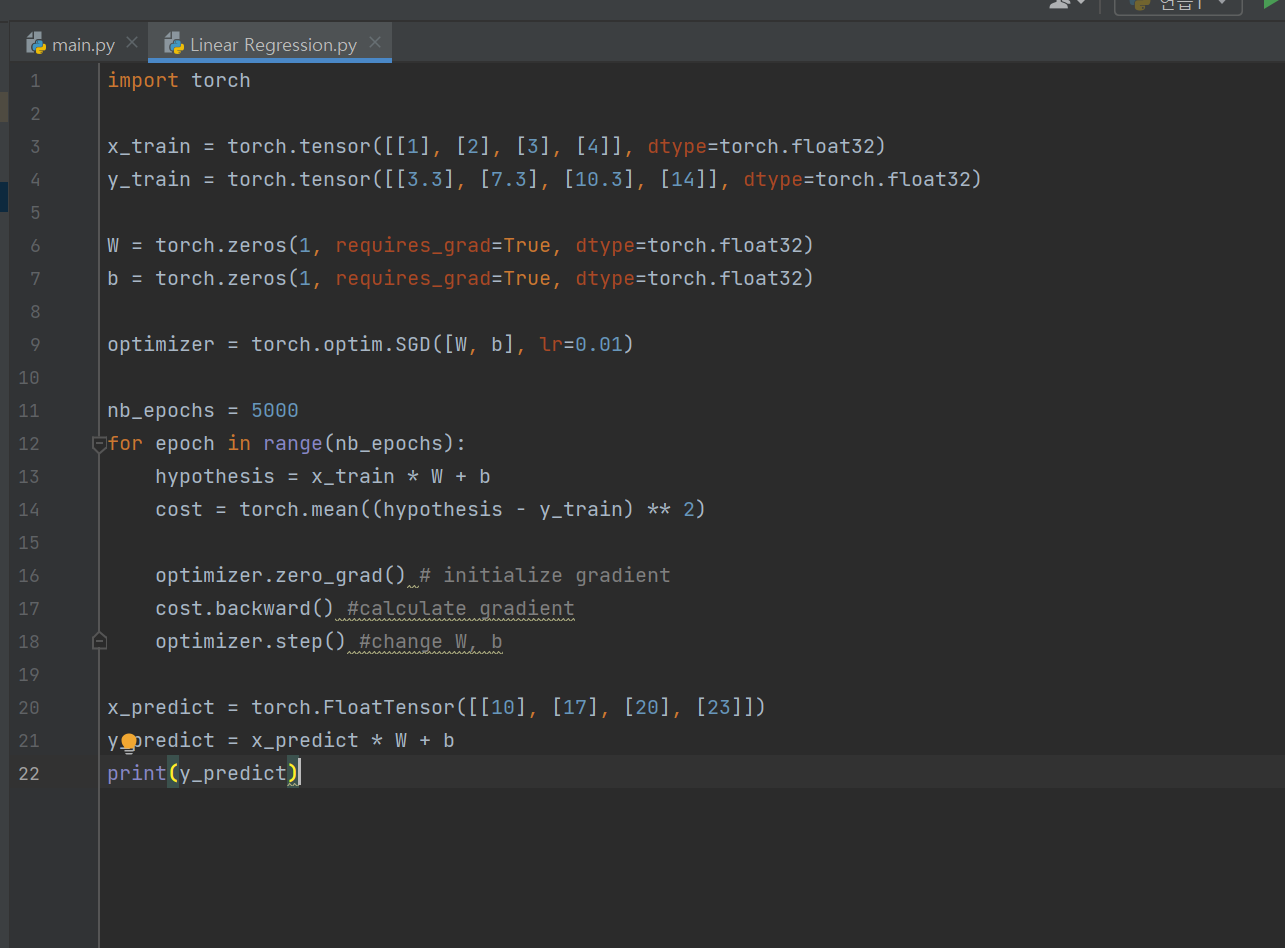 연습1
main.py
Linear Regression.py
1 import torch
2
3 x_train = torch.tensor([[1], [2], [3], [4]], dtype=torch.float32)
4 y_train = torch.tensor([[3.3], [7.3], [10.3], [14]], dtype=torch.float32)
5
6 W = torch.zeros(1, requires_grad=True, dtype=torch.float32)
7 b = torch.zeros(1, requires_grad=True, dtype=torch.float32)
8
9 optimizer = torch.optim.SGD([W, b], lr=0.01)
10
11 nb_epochs = 5000
12 for epoch in range(nb_epochs):
13     hypothesis = x_train * W + b
14     cost = torch.mean((hypothesis - y_train) ** 2)
15
16     optimizer.zero_grad() # initialize gradient
17     cost.backward() #calculate gradient
18     optimizer.step() #change W, b
19
20 x_predict = torch.FloatTensor([[10], [17], [20], [23]])
21 y_predict = x_predict * W + b
22 print(y_predict)